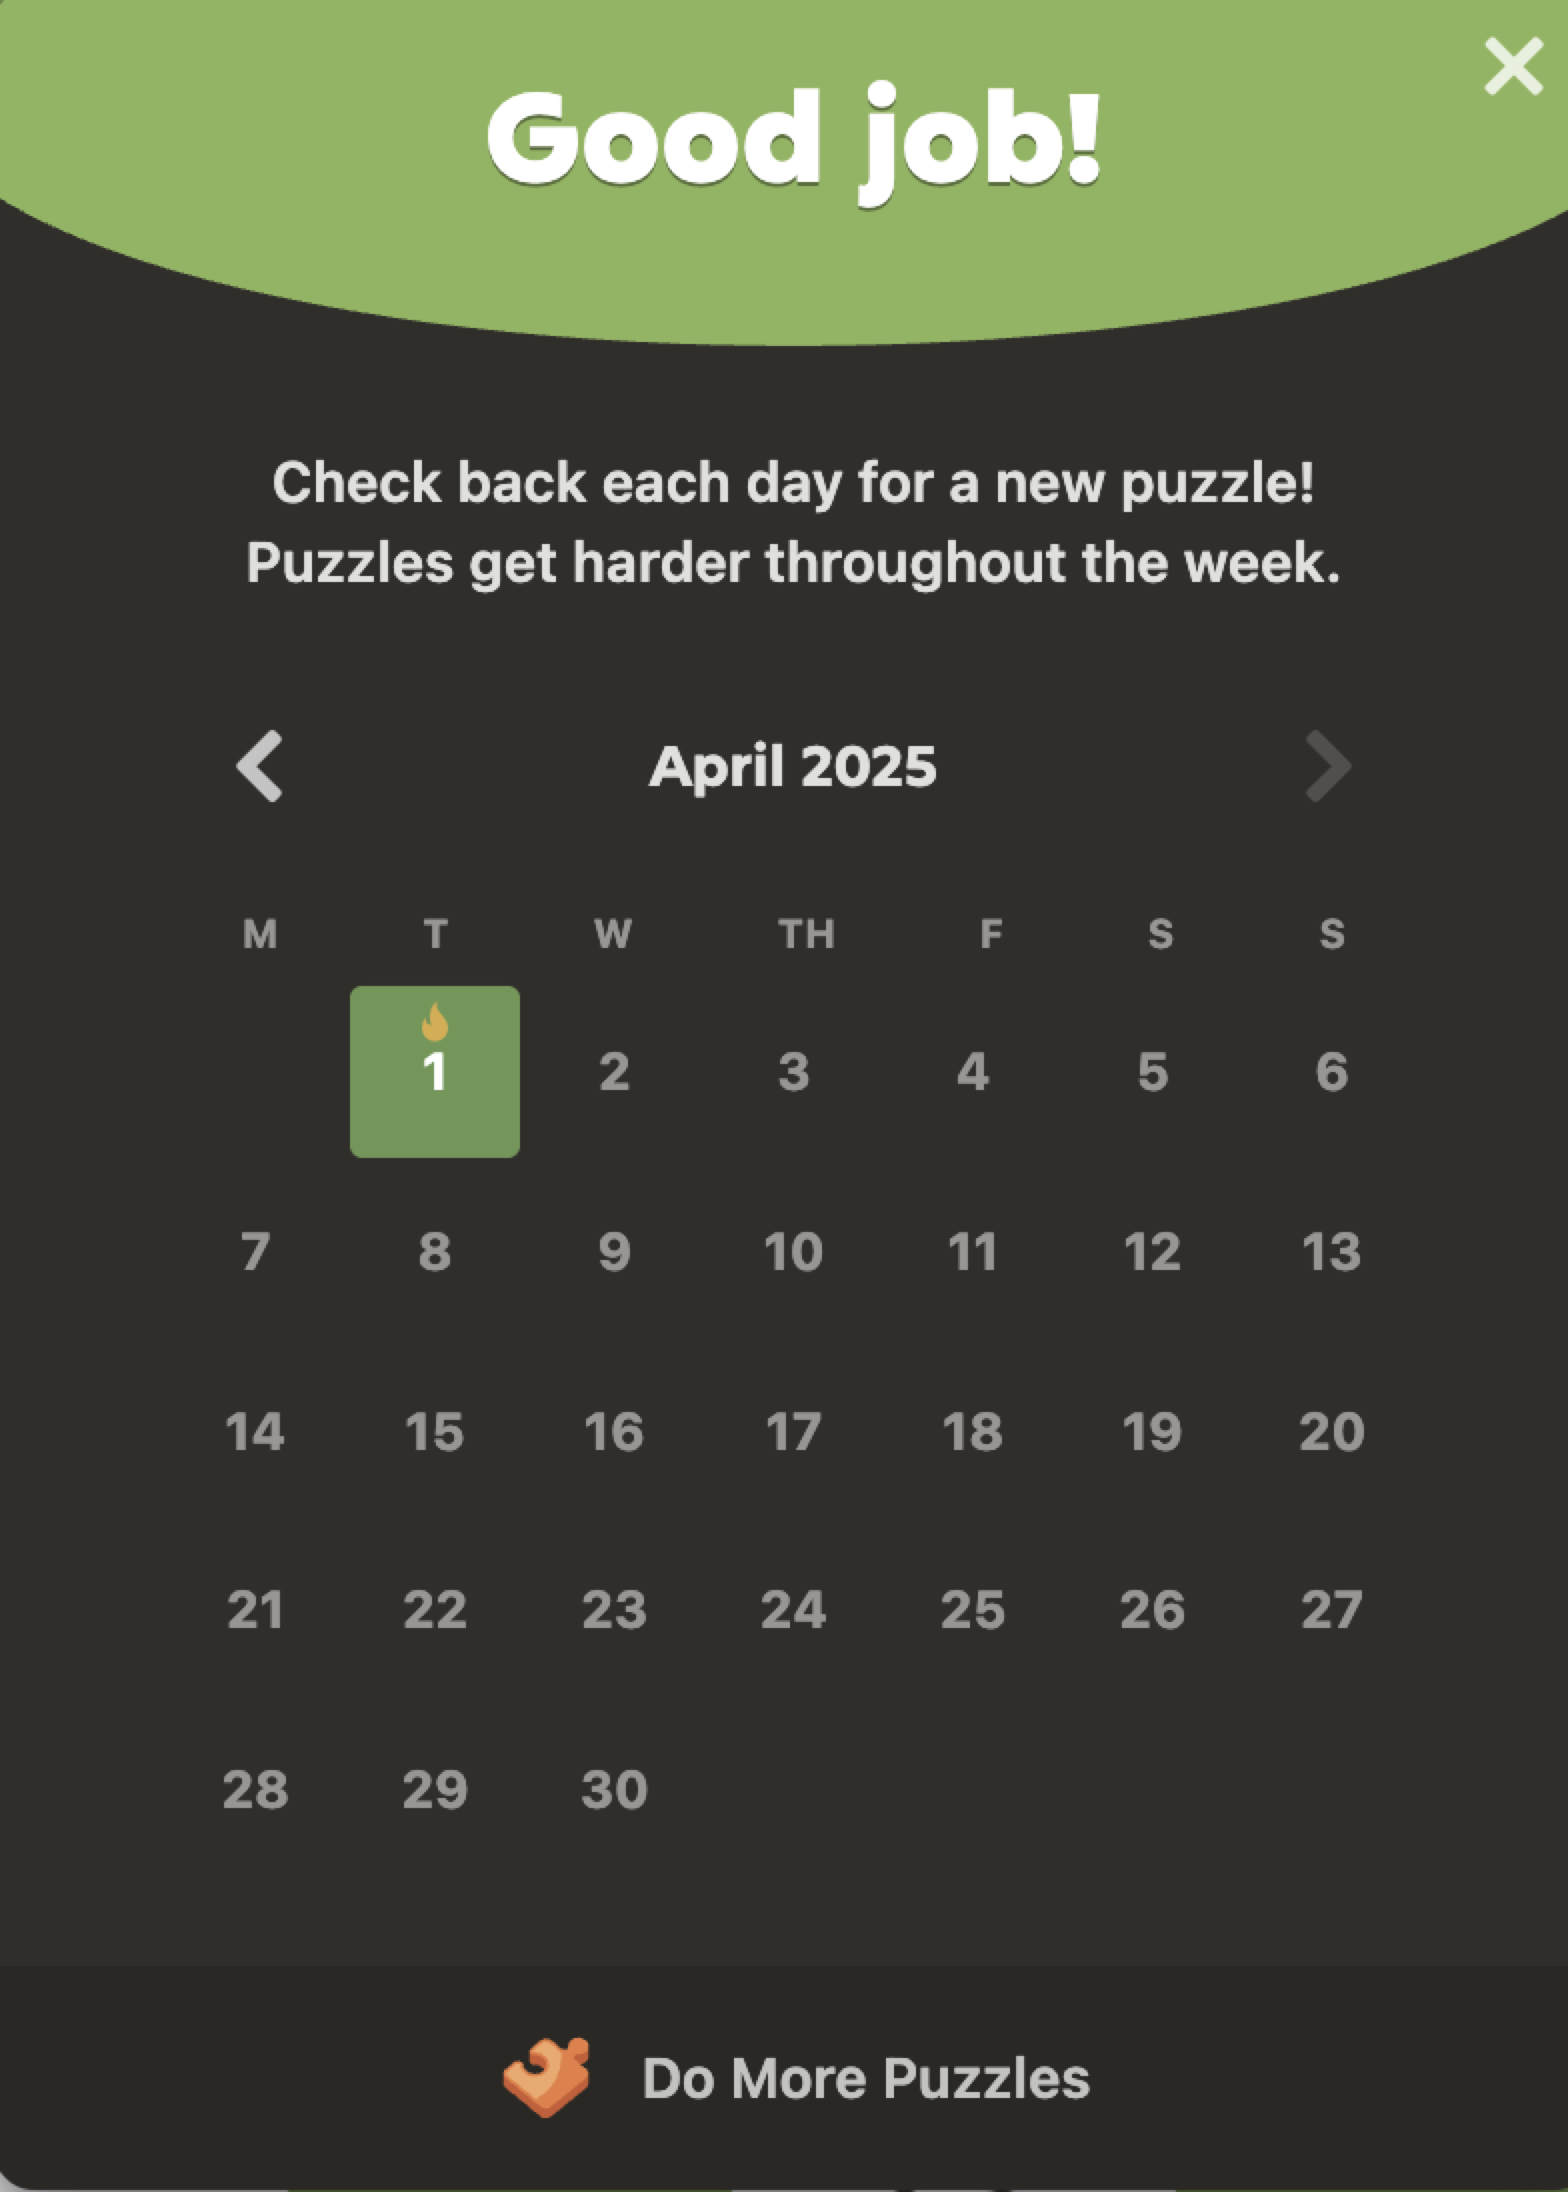 Good job!
Check back each day for a new puzzle!
Puzzles get harder throughout the week.
April 2025
M T W TH F S S
1 2 3 4 5 6
7 8 9 10 11 12 13
14 15 16 17 18 19 20
21 22 23 24 25 26 27
28 29 30
Do More Puzzles